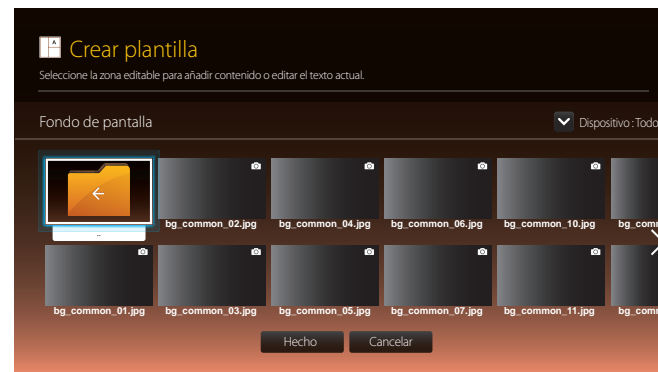 A
Crear plantilla
Seleccione la zona editable para añadir contenido o editar el texto actual.
Fondo de pantalla
Dispositivo : Todo
bg_common_02.jpg bg_common_04.jpg bg_common_06.jpg bg_common_10.jpg bg_com
..
bg_common_01.jpg bg_common_03.jpg bg_common_05.jpg bg_common_07.jpg bg_common_11.jpg bg_com
Hecho Cancelar